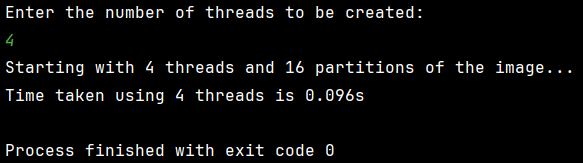 Enter the number of threads to be created:
4
Starting with 4 threads and 16 partitions of the image...
Time taken using 4 threads is 0.096s
Process finished with exit code 0